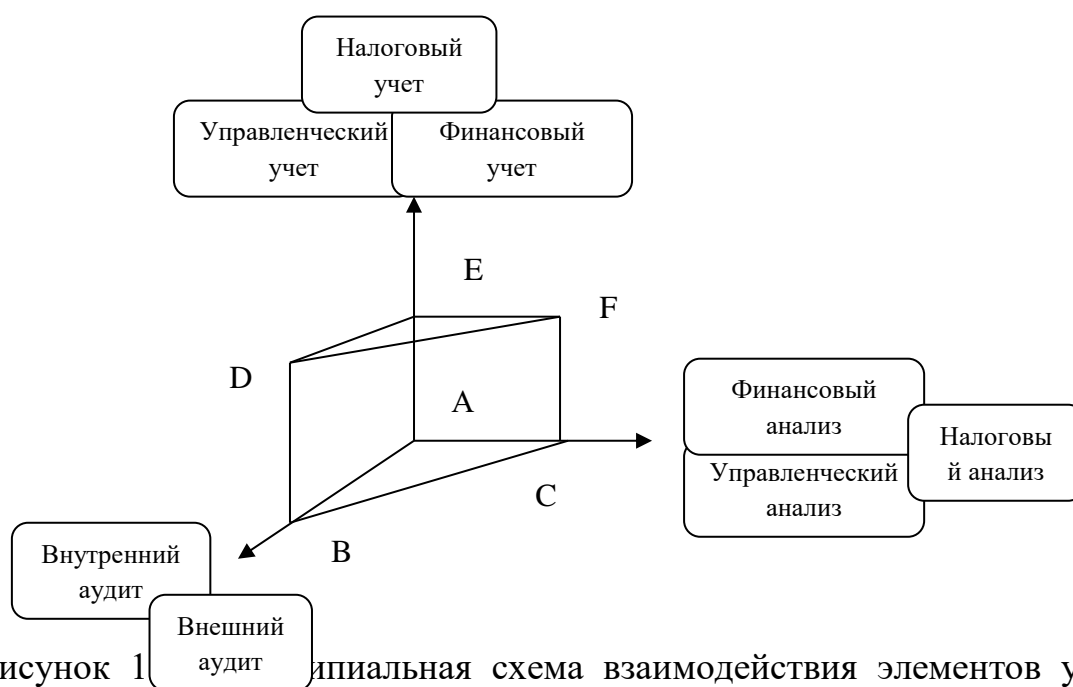 Налоговый
учет
Управленческий
учет
Финансовый
учет
E
F
D
A
Финансовый
анализ
Налоговы
й анализ
Управленческий
анализ
C
B
Внутренний
аудит
Внешний
аудит
исунок 1 ипиальная схема взаимодействия элементов у